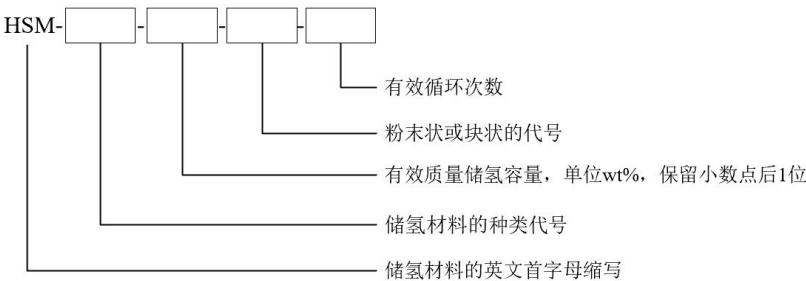 HSM-
-
-
-
有效循环次数
粉末状或块状的代号
有效质量储氢容量，单位wt%，保留小数点后1位
储氢材料的种类代号
储氢材料的英文首字母缩写